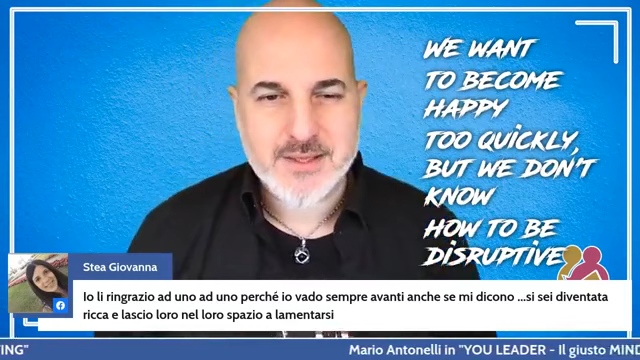 WE WANT
TO BECOME
HAPPY
TOO QUICKLY,
BUT WE DON'T
KNOW
HOW TO BE
DISRUPTIVE
Stea Giovanna
Io li ringrazio ad uno ad uno perché io vado sempre avanti anche se mi dicono ...si sei diventata
ricca e lascio loro nel loro spazio a lamentarsi
ING" Mario Antonelli in "YOU LEADER - Il giusto MIND